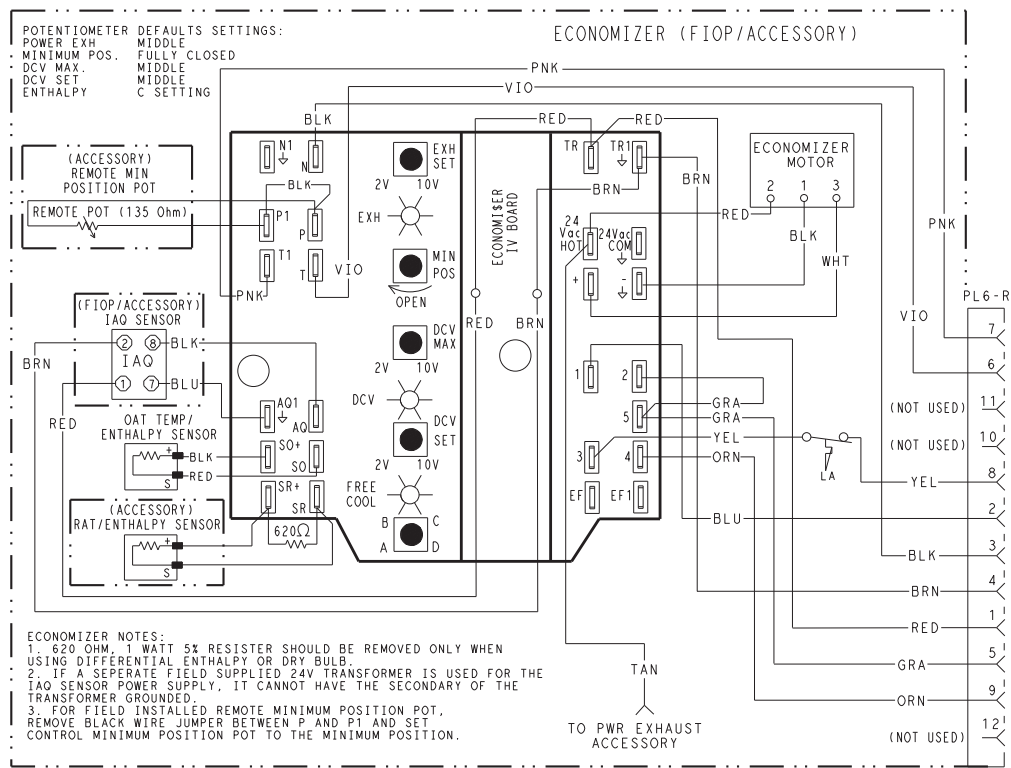 POTENTIOMETER DEFAULTS SETTINGS:
POWER EXH MIDDLE
MINIMUM POS. FULLY CLOSED
DCV MAX. MIDDLE
DCV SET MIDDLE
ENTHALPY C SETTING
ECONOMIZER (FIOP/ACCESSORY)
PNK
VIO
BLK
RED
RED
(ACCESSORY)
REMOTE MIN
POSITION POT
REMOTE POT (135 Ohm)
N1
N
BLK
P1
P
T1
T
VIO
PNK
EXH
SET
2V 10V
EXH
MIN
POS
OPEN
DCV
MAX
2V 10V
DCV
DCV
SET
2V 10V
FREE
COOL
B C
A D
ECONOMI$ER
IV BOARD
RED
BRN
TR
TR1
BRN
BRN
24
Vac
HOT
24Vac
COM
+
-
1
2
5
3
4
EF
EF1
ECONOMIZER
MOTOR
2 1 3
RED
BLK
WHT
PNK
VIO
(FIOP/ACCESSORY)
IAQ SENSOR
2 8
IAQ
1 7
BLK
BLU
BRN
RED
AQ1
AQ
SO+
SO
SR+
SR
620Ω
OAT TEMP/
ENTHALPY SENSOR
+
S
BLK
RED
(ACCESSORY)
RAT/ENTHALPY SENSOR
+
S
GRA
GRA
YEL
ORN
BLU
LA
TAN
TO PWR EXHAUST
ACCESSORY
PL6-R
7
6
(NOT USED) 11
(NOT USED) 10
YEL 8
2
BLK 3
BRN 4
RED 1
GRA 5
ORN 9
(NOT USED) 12
ECONOMIZER NOTES:
1. 620 OHM, 1 WATT 5% RESISTER SHOULD BE REMOVED ONLY WHEN
USING DIFFERENTIAL ENTHALPY OR DRY BULB.
2. IF A SEPERATE FIELD SUPPLIED 24V TRANSFORMER IS USED FOR THE
IAQ SENSOR POWER SUPPLY, IT CANNOT HAVE THE SECONDARY OF THE
TRANSFORMER GROUNDED.
3. FOR FIELD INSTALLED REMOTE MINIMUM POSITION POT,
REMOVE BLACK WIRE JUMPER BETWEEN P AND P1 AND SET
CONTROL MINIMUM POSITION POT TO THE MINIMUM POSITION.